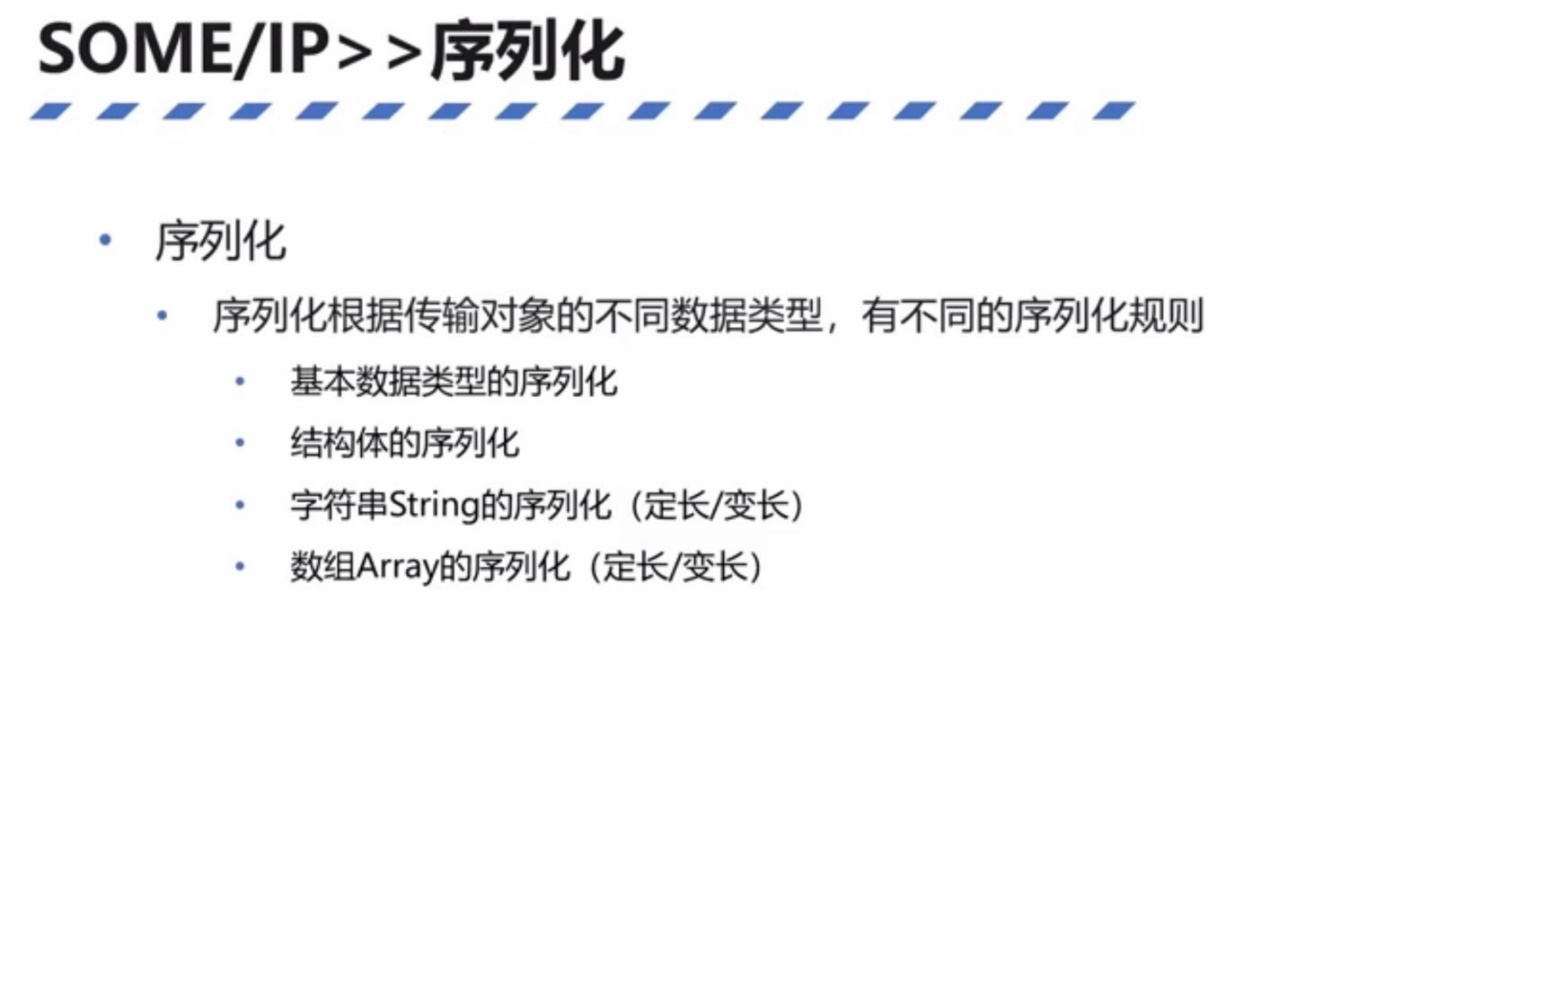 SOME/IP>>序列化
序列化
序列化根据传输对象的不同数据类型，有不同的序列化规则
基本数据类型的序列化
结构体的序列化
字符串String的序列化（定长/变长）
数组Array的序列化（定长/变长）